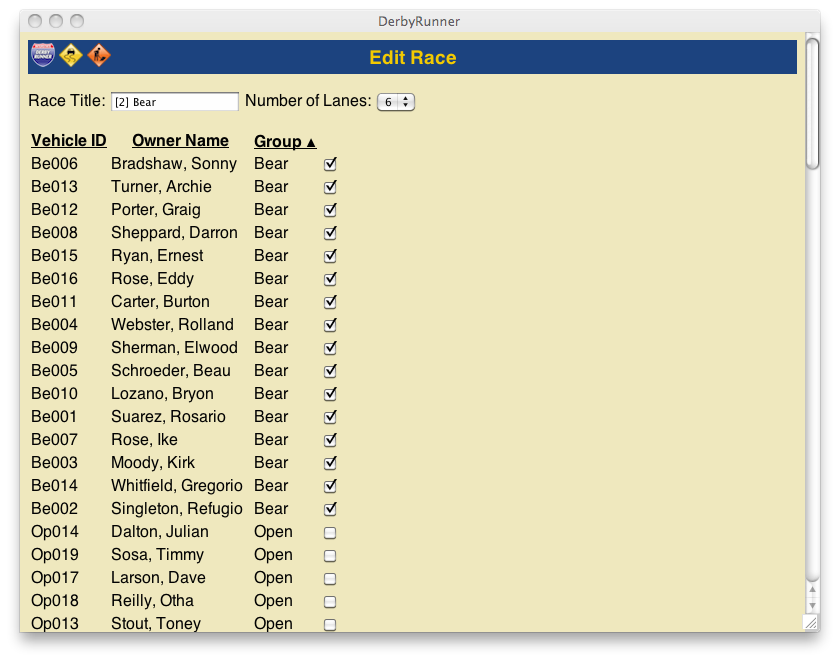 DerbyRunner
DERBY RUNNER Edit Race
Race Title: [2] Bear Number of Lanes: 6
Vehicle ID Owner Name Group ▲
Be006 Bradshaw, Sonny Bear
Be013 Turner, Archie Bear
Be012 Porter, Graig Bear
Be008 Sheppard, Darron Bear
Be015 Ryan, Ernest Bear
Be016 Rose, Eddy Bear
Be011 Carter, Burton Bear
Be004 Webster, Rolland Bear
Be009 Sherman, Elwood Bear
Be005 Schroeder, Beau Bear
Be010 Lozano, Bryon Bear
Be001 Suarez, Rosario Bear
Be007 Rose, Ike Bear
Be003 Moody, Kirk Bear
Be014 Whitfield, Gregorio Bear
Be002 Singleton, Refugio Bear
Op014 Dalton, Julian Open
Op019 Sosa, Timmy Open
Op017 Larson, Dave Open
Op018 Reilly, Otha Open
Op013 Stout, Toney Open